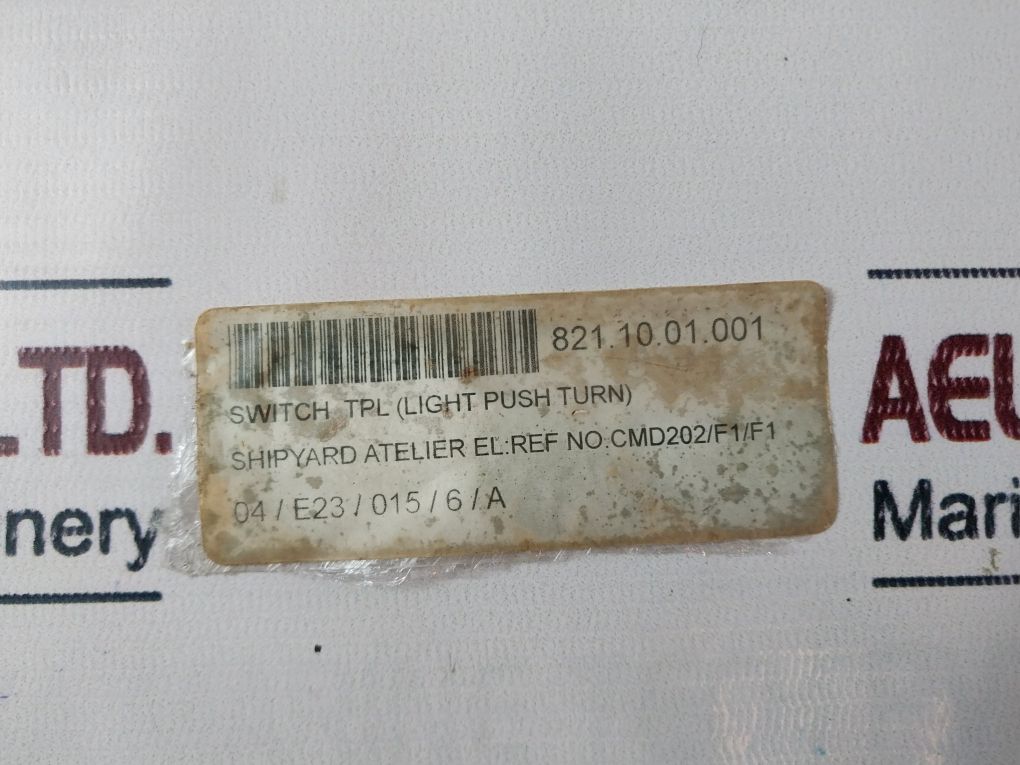 821.10.01.001
SWITCH TPL (LIGHT PUSH TURN)
SHIPYARD ATELIER EL:REF NO:CMD202/F1/F1
04 / E23 / 015 / 6 / A
LTD.
nery
AEU
Mari